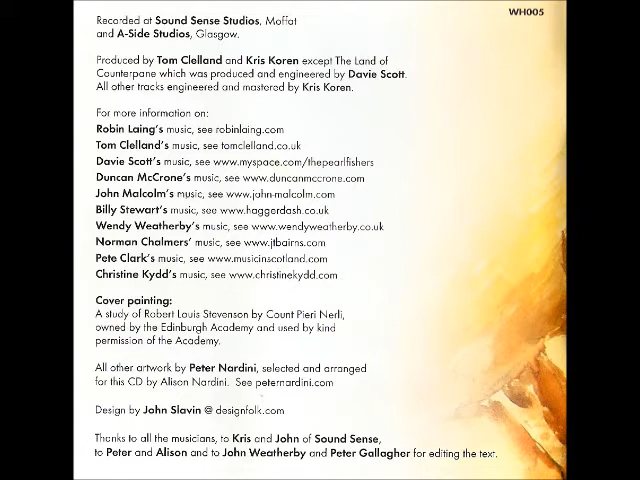 WH005
Recorded at Sound Sense Studios, Moffat
and A-Side Studios, Glasgow.
Produced by Tom Clelland and Kris Koren except The Land of
Counterpane which was produced and engineered by Davie Scott.
All other tracks engineered and mastered by Kris Koren.
For more information on:
Robin Laing's music, see robinlaing.com
Tom Clelland's music, see tomclelland.co.uk
Davie Scott's music, see www.myspace.com/thepearlfishers
Duncan McCrone's music, see www.duncanmccrone.com
John Malcolm's music, see www.john-malcolm.com
Billy Stewart's music, see www.haggerdash.co.uk
Wendy Weatherby's music, see www.wendyweatherby.co.uk
Norman Chalmers' music, see www.jtbairns.com
Pete Clark's music, see www.musicinscotland.com
Christine Kydd's music, see www.christinekydd.com
Cover painting:
A study of Robert Louis Stevenson by Count Pieri Nerli,
owned by the Edinburgh Academy and used by kind
permission of the Academy.
All other artwork by Peter Nardini, selected and arranged
for this CD by Alison Nardini. See peternardini.com
Design by John Slavin @ designfolk.com
Thanks to all the musicians, to Kris and John of Sound Sense,
to Peter and Alison and to John Weatherby and Peter Gallagher for editing the text.